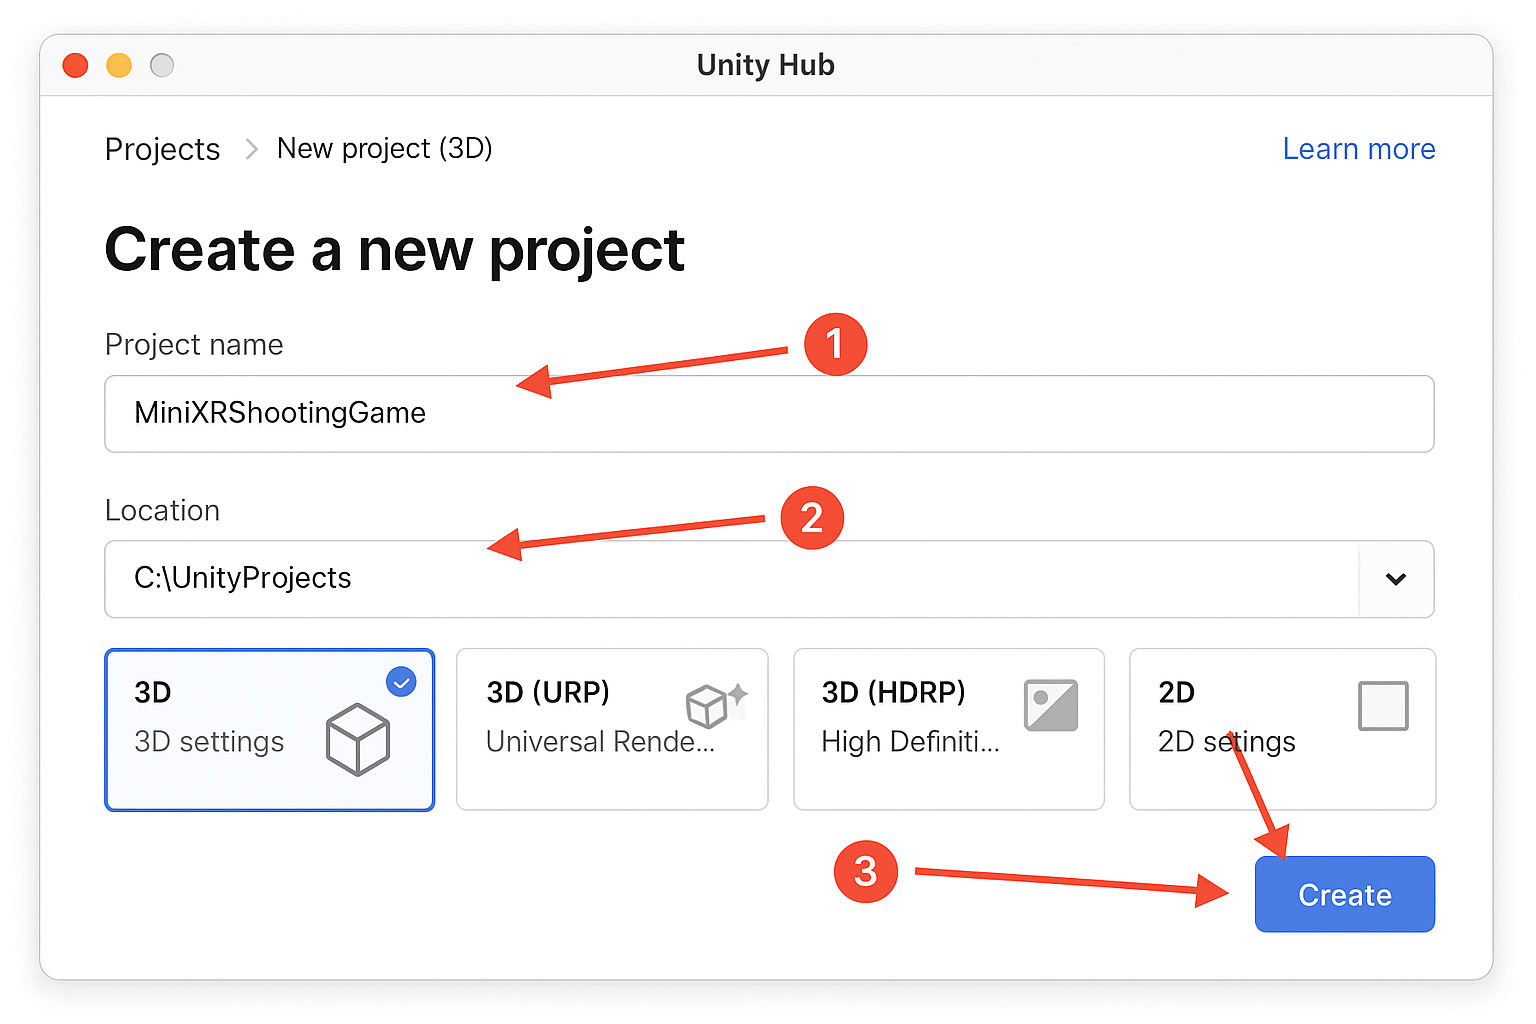 Unity Hub
Projects > New project (3D)
Learn more
Create a new project
Project name
1
MiniXRShootingGame
Location
2
C:\UnityProjects
3D
3D settings
3D (URP)
Universal Rende...
3D (HDRP)
High Definiti...
2D
2D setings
3
Create